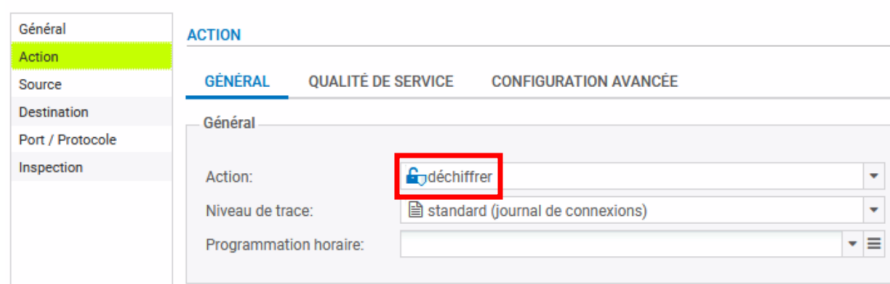 Général
Action
Source
Destination
Port / Protocole
Inspection
ACTION
GÉNÉRAL QUALITÉ DE SERVICE CONFIGURATION AVANCÉE
Général
Action: déchiffrer
Niveau de trace: standard (journal de connexions)
Programmation horaire: